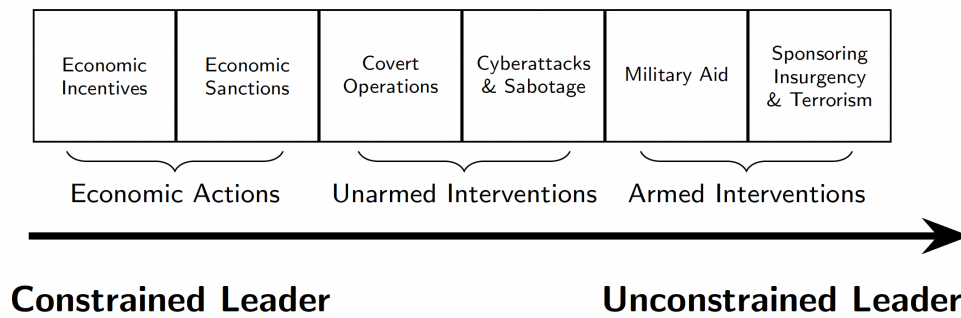 Economic
Incentives
Economic
Sanctions
Covert
Operations
Cyberattacks
& Sabotage
Military Aid
Sponsoring
Insurgency
& Terrorism
Economic Actions
Unarmed Interventions
Armed Interventions
Constrained Leader
Unconstrained Leader